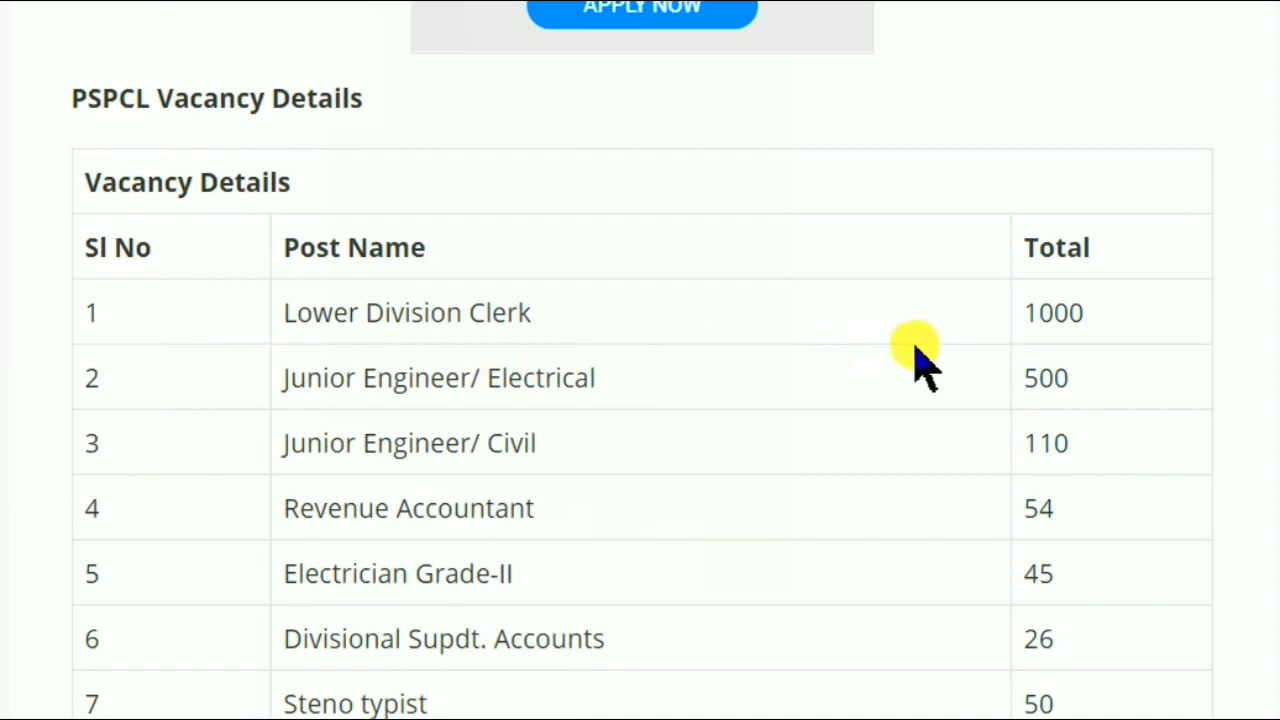 APPLY NOW
PSPCL Vacancy Details
Vacancy Details
Sl No Post Name Total
1 Lower Division Clerk 1000
2 Junior Engineer/ Electrical 500
3 Junior Engineer/ Civil 110
4 Revenue Accountant 54
5 Electrician Grade-II 45
6 Divisional Supdt. Accounts 26
7 Steno typist 50